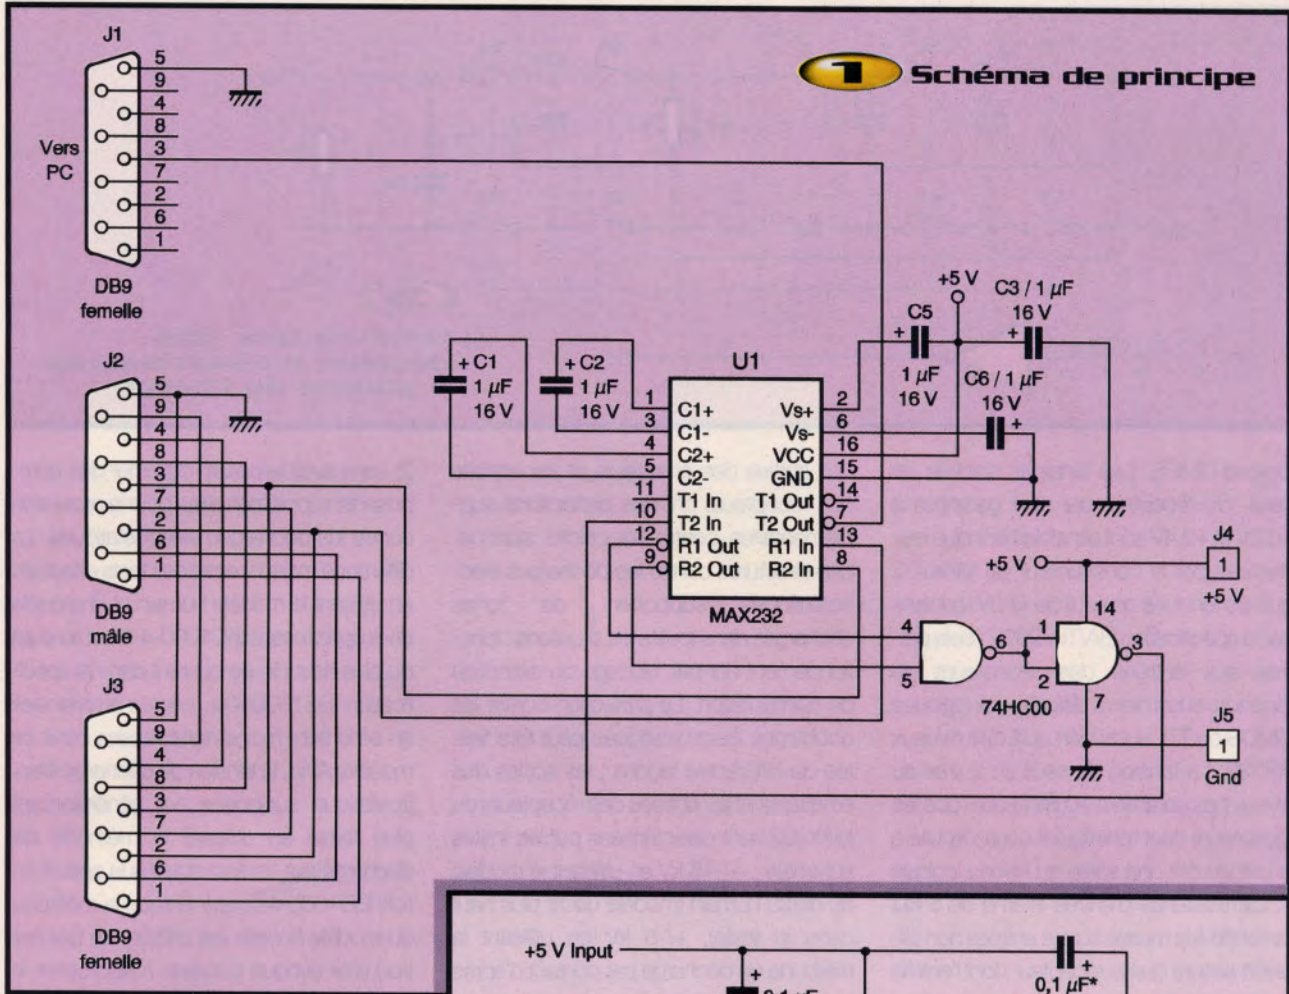 1 Schéma de principe
J1
5
9
4
8
3
7
2
6
1
Vers
PC
DB9
femelle
J2
5
9
4
8
3
7
2
6
1
DB9
mâle
J3
5
9
4
8
3
7
2
6
1
DB9
femelle
+ C1
1 µF
16 V
+ C2
1 µF
16 V
U1
1 C1+
3 C1-
4 C2+
5 C2-
11 T1 In
10 T2 In
12 R1 Out
9 R2 Out
Vs+ 2
Vs- 6
VCC 16
GND 15
T1 Out 14
T2 Out 7
R1 In 13
R2 In 8
MAX232
+5 V
C5
+
1 µF
16 V
C3 / 1 µF
16 V
+
C6 / 1 µF
16 V
+
+5 V
4
5
6
1
2
14
3
7
74HC00
J4
1
+5 V
J5
1
Gnd
+5 V Input
0,1 µF
+
0,1 µF*